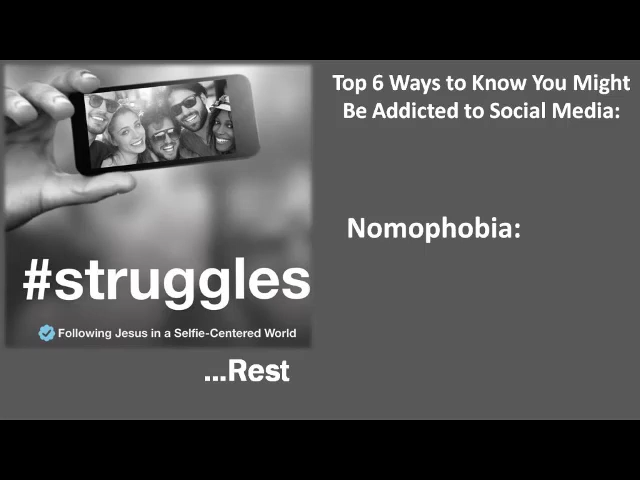 Top 6 Ways to Know You Might
Be Addicted to Social Media:
Nomophobia:
#struggles
Following Jesus in a Selfie-Centered World
...Rest